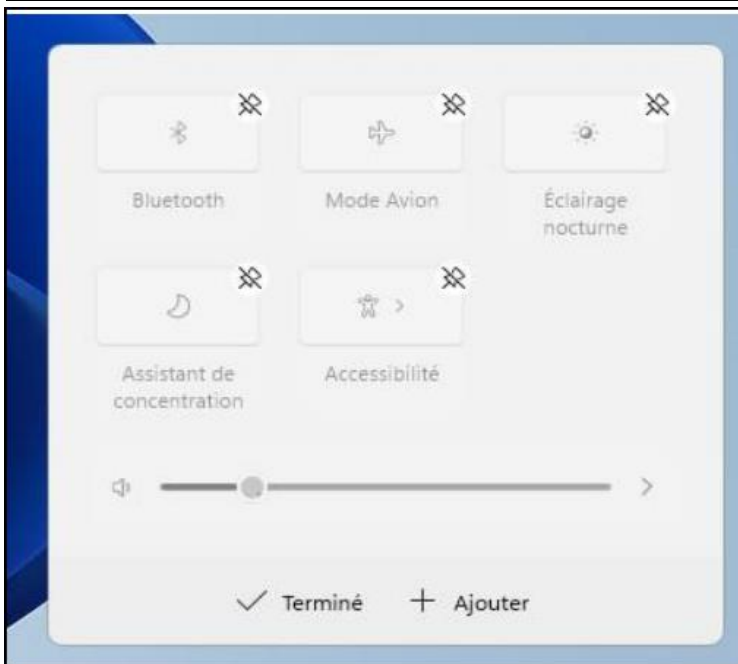 Bluetooth
Mode Avion
Éclairage
nocturne
Assistant de
concentration
Accessibilité
Terminé
Ajouter